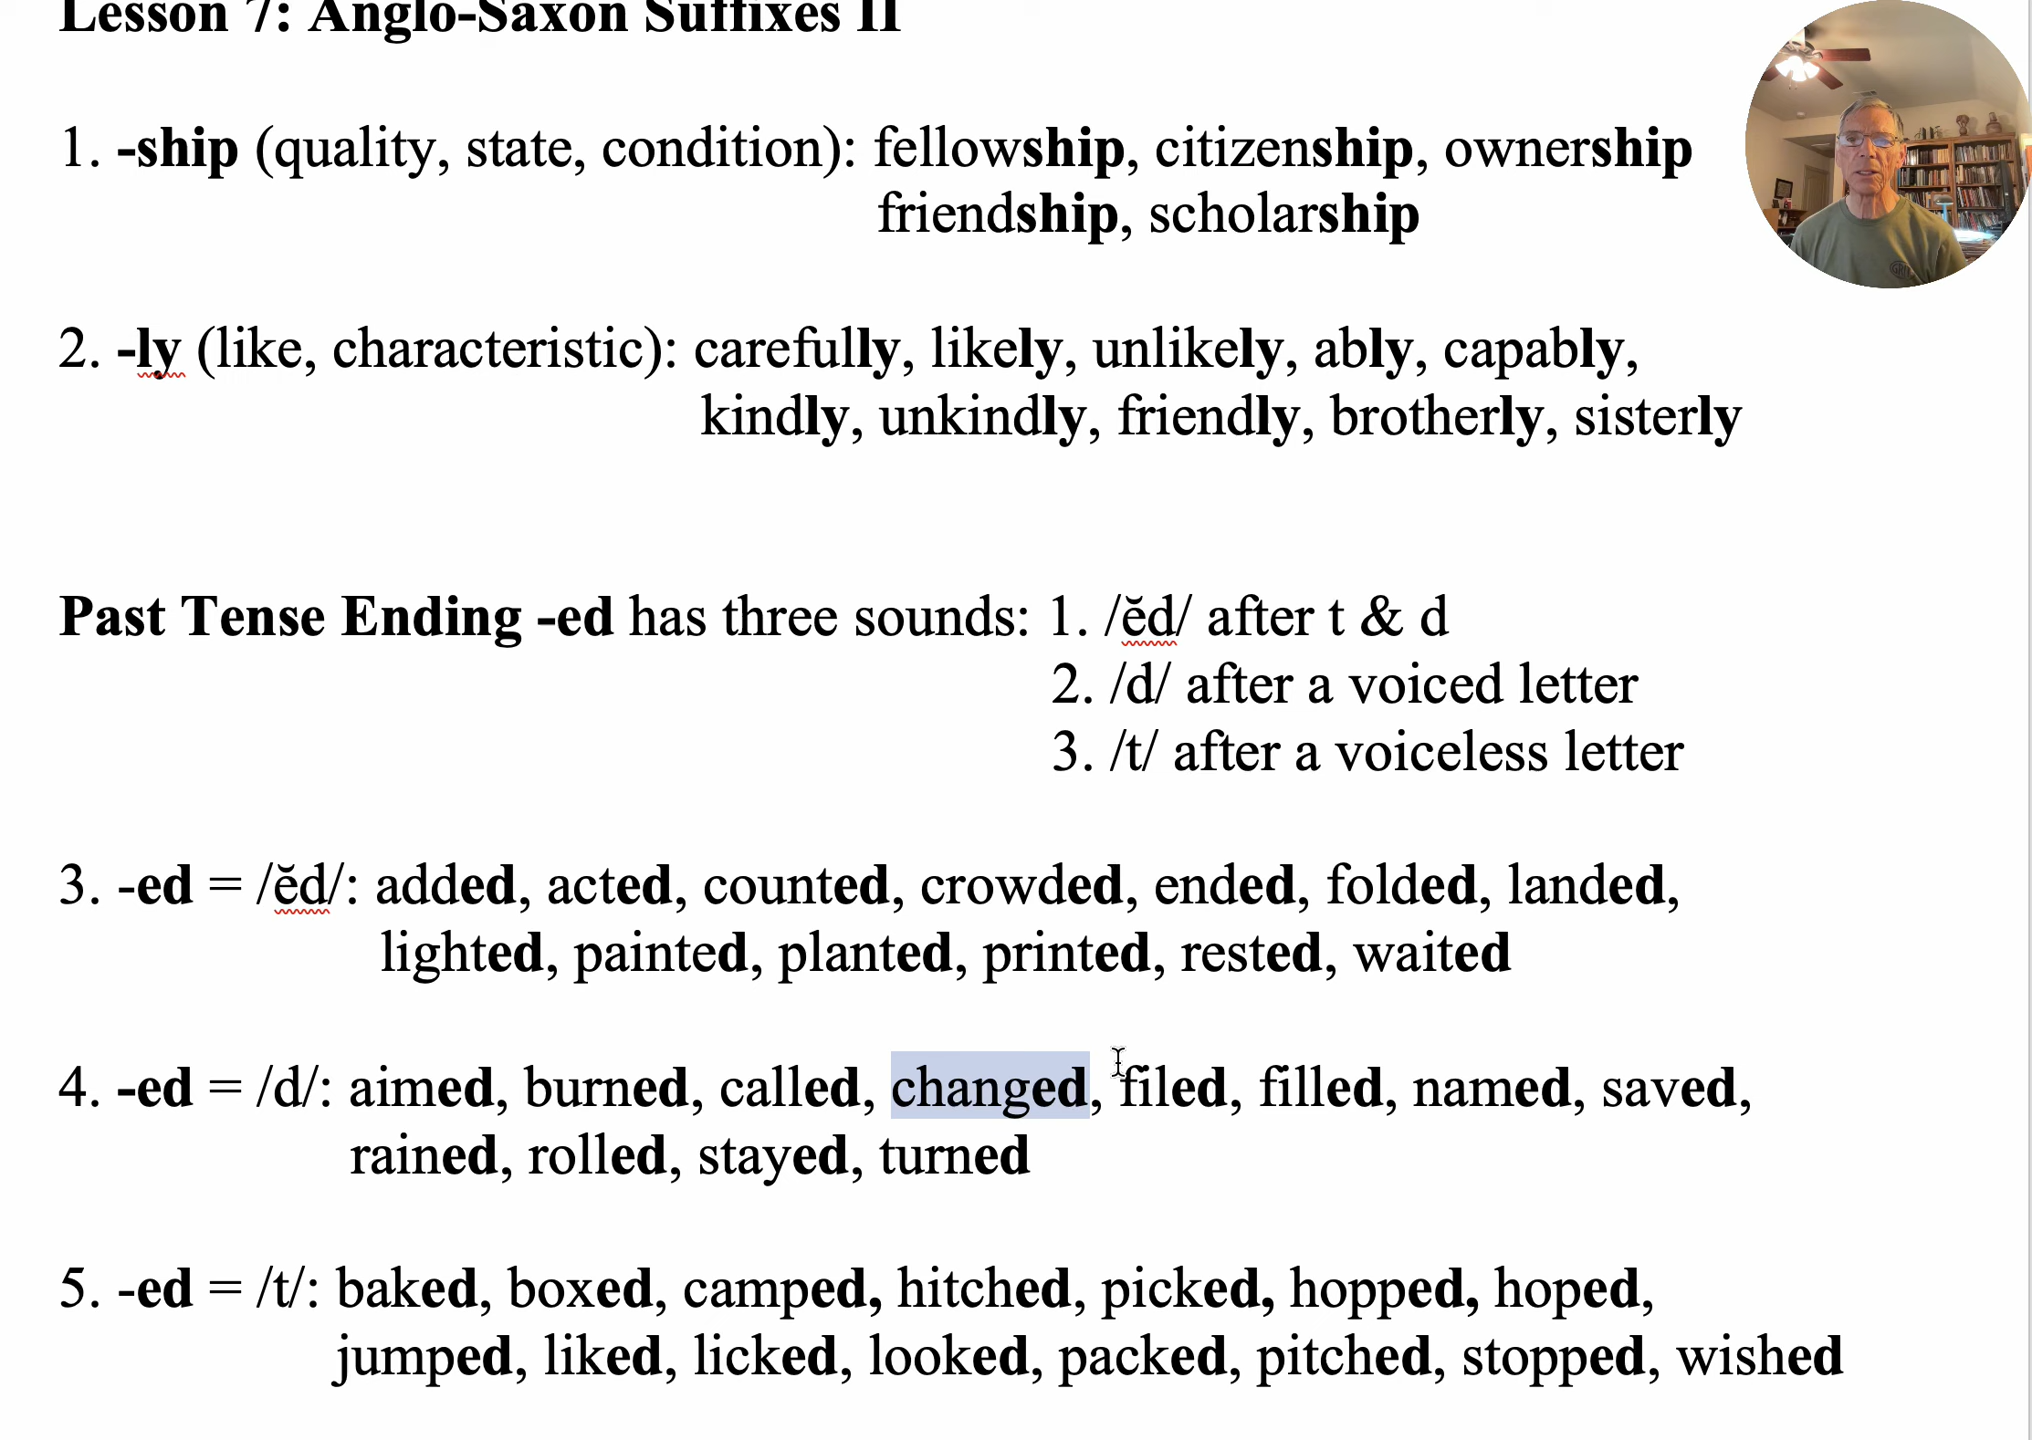 Lesson 7: Anglo-Saxon Suffixes II
1. -ship (quality, state, condition): fellowship, citizenship, ownership
friendship, scholarship
2. -ly (like, characteristic): carefully, likely, unlikely, ably, capably,
kindly, unkindly, friendly, brotherly, sisterly
Past Tense Ending -ed has three sounds: 1. /ĕd/ after t & d
2. /d/ after a voiced letter
3. /t/ after a voiceless letter
3. -ed = /ĕd/: added, acted, counted, crowded, ended, folded, landed,
lighted, painted, planted, printed, rested, waited
4. -ed = /d/: aimed, burned, called, changed, filed, filled, named, saved,
rained, rolled, stayed, turned
5. -ed = /t/: baked, boxed, camped, hitched, picked, hopped, hoped,
jumped, liked, licked, looked, packed, pitched, stopped, wished